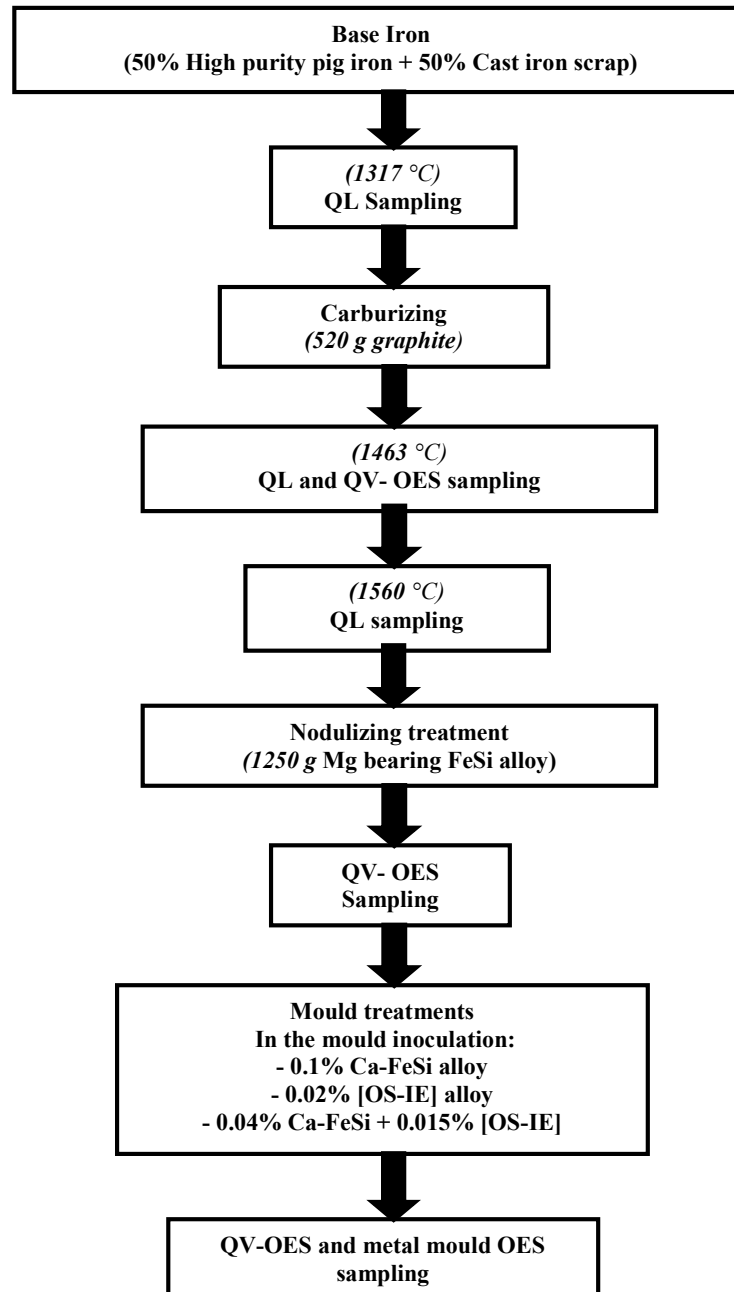 Base Iron
(50% High purity pig iron + 50% Cast iron scrap)
(1317 °C)
QL Sampling
Carburizing
(520 g graphite)
(1463 °C)
QL and QV- OES sampling
(1560 °C)
QL sampling
Nodulizing treatment
(1250 g Mg bearing FeSi alloy)
QV- OES
Sampling
Mould treatments
In the mould inoculation:
- 0.1% Ca-FeSi alloy
- 0.02% [OS-IE] alloy
- 0.04% Ca-FeSi + 0.015% [OS-IE]
QV-OES and metal mould OES
sampling